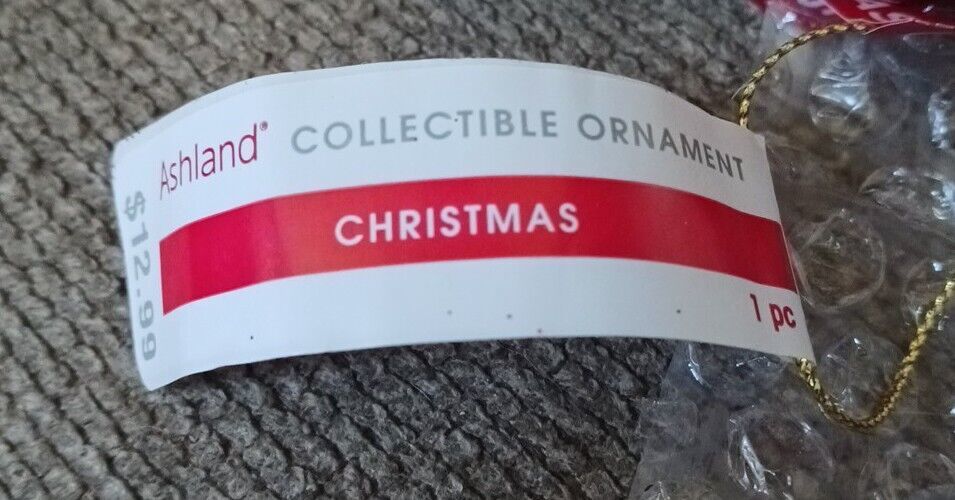 Ashland® COLLECTIBLE ORNAMENT
CHRISTMAS
1 pc
$12.99